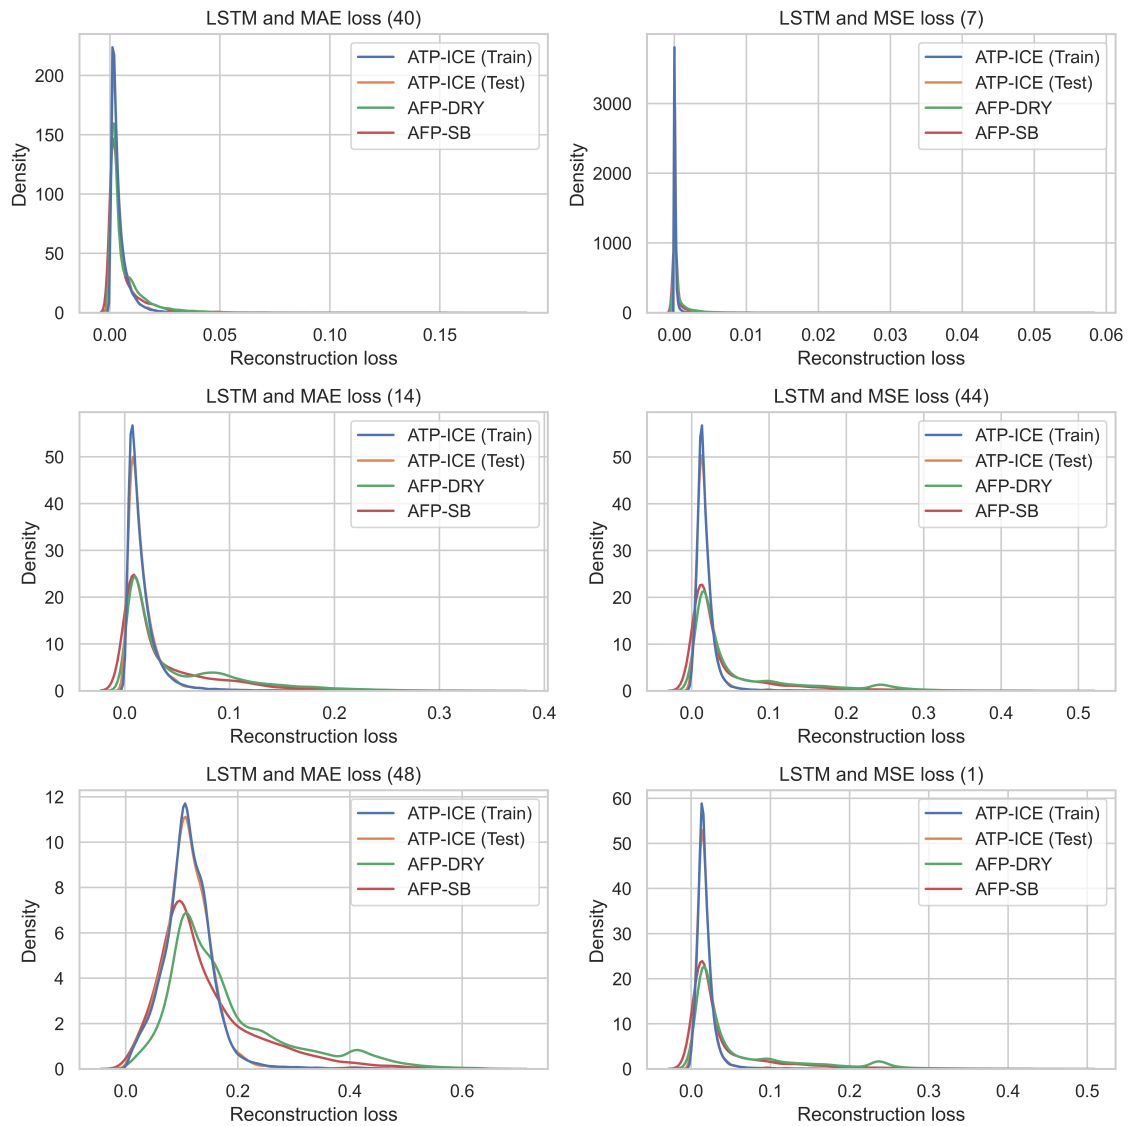 LSTM and MAE loss (40)
Density
200
150
100
50
0
0.00 0.05 0.10 0.15
Reconstruction loss
ATP-ICE (Train)
ATP-ICE (Test)
AFP-DRY
AFP-SB
LSTM and MSE loss (7)
Density
3000
2000
1000
0
0.00 0.01 0.02 0.03 0.04 0.05 0.06
Reconstruction loss
ATP-ICE (Train)
ATP-ICE (Test)
AFP-DRY
AFP-SB
LSTM and MAE loss (14)
Density
50
40
30
20
10
0
0.0 0.1 0.2 0.3 0.4
Reconstruction loss
ATP-ICE (Train)
ATP-ICE (Test)
AFP-DRY
AFP-SB
LSTM and MSE loss (44)
Density
50
40
30
20
10
0
0.0 0.1 0.2 0.3 0.4 0.5
Reconstruction loss
ATP-ICE (Train)
ATP-ICE (Test)
AFP-DRY
AFP-SB
LSTM and MAE loss (48)
Density
12
10
8
6
4
2
0
0.0 0.2 0.4 0.6
Reconstruction loss
ATP-ICE (Train)
ATP-ICE (Test)
AFP-DRY
AFP-SB
LSTM and MSE loss (1)
Density
60
50
40
30
20
10
0
0.0 0.1 0.2 0.3 0.4 0.5
Reconstruction loss
ATP-ICE (Train)
ATP-ICE (Test)
AFP-DRY
AFP-SB